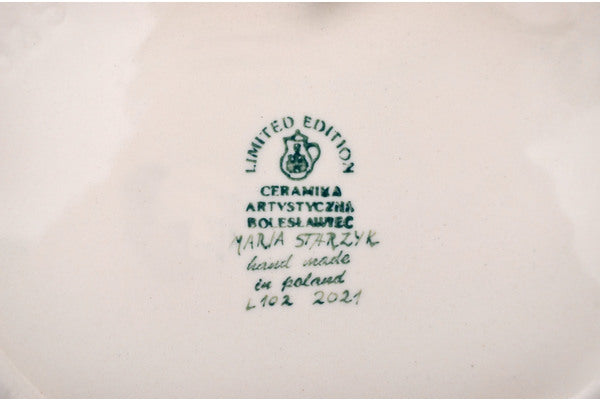 LIMITED EDITION
CERAMIKA
ARTYSTYCZNA
BOLESŁAWIEC
MARIA STARZYK
hand made
in poland
L102 2021